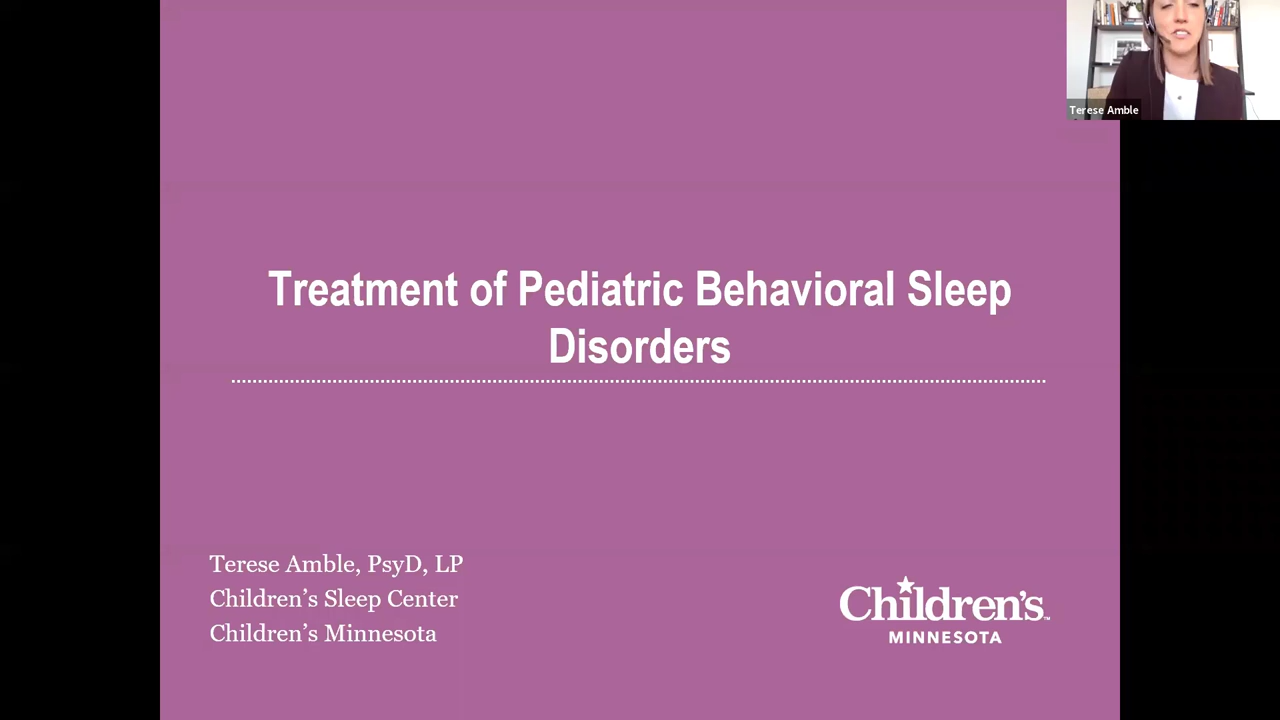 Terese Amble
Treatment of Pediatric Behavioral Sleep
Disorders
Terese Amble, PsyD, LP
Children’s Sleep Center
Children’s Minnesota
Children's™
MINNESOTA